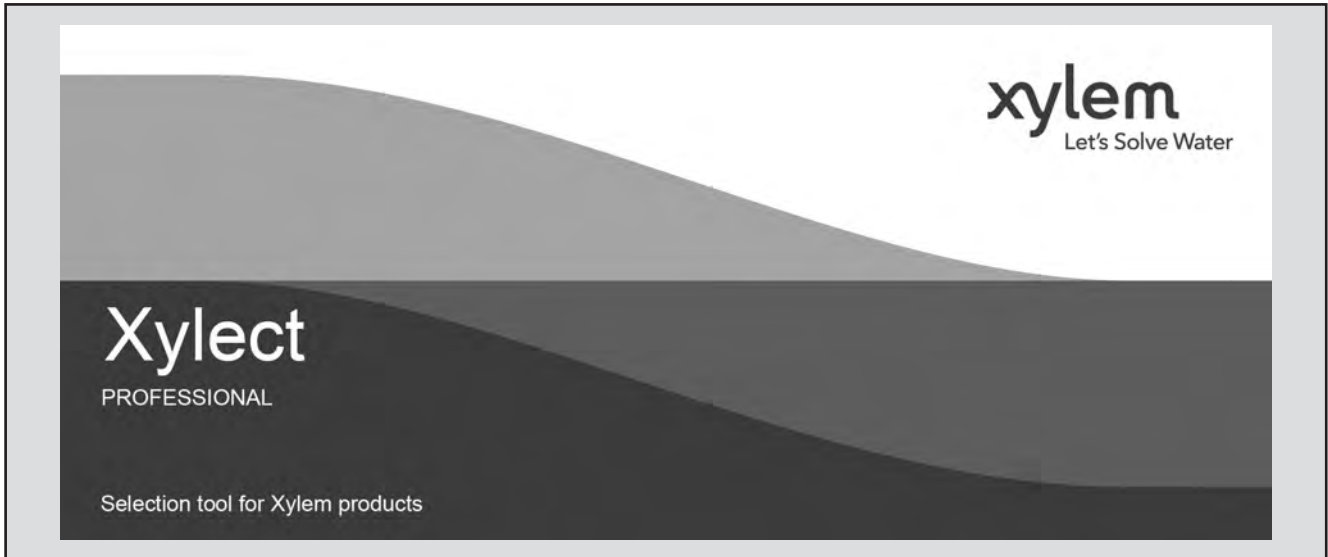 xylem
Let's Solve Water
Xylect
PROFESSIONAL
Selection tool for Xylem products